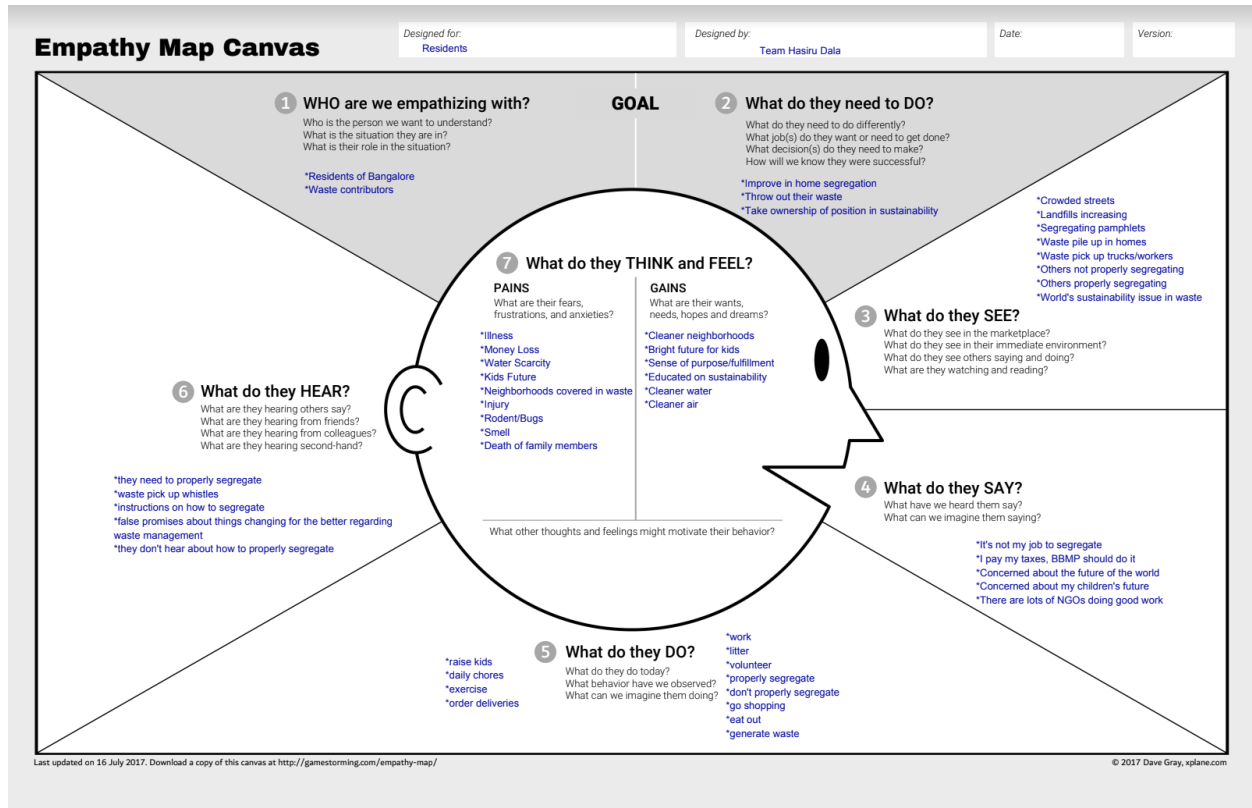 Empathy Map Canvas
Designed for:
Residents
Designed by:
Team Hasiru Dala
Date:
Version:
1 WHO are we empathizing with?
Who is the person we want to understand?
What is the situation they are in?
What is their role in the situation?
*Residents of Bangalore
*Waste contributors
GOAL
2 What do they need to DO?
What do they need to do differently?
What job(s) do they want or need to get done?
What decision(s) do they need to make?
How will we know they were successful?
*Improve in home segregation
*Throw out their waste
*Take ownership of position in sustainability
*Crowded streets
*Landfills increasing
*Segregating pamphlets
*Waste pile up in homes
*Waste pick up trucks/workers
*Others not properly segregating
*Others properly segregating
*World's sustainability issue in waste
3 What do they SEE?
What do they see in the marketplace?
What do they see in their immediate environment?
What do they see others saying and doing?
What are they watching and reading?
4 What do they SAY?
What have we heard them say?
What can we imagine them saying?
*It's not my job to segregate
*I pay my taxes, BBMP should do it
*Concerned about the future of the world
*Concerned about my children's future
*There are lots of NGOs doing good work
5 What do they DO?
What do they do today?
What behavior have we observed?
What can we imagine them doing?
*raise kids
*daily chores
*exercise
*order deliveries
*work
*litter
*volunteer
*properly segregate
*don't properly segregate
*go shopping
*eat out
*generate waste
6 What do they HEAR?
What are they hearing others say?
What are they hearing from friends?
What are they hearing from colleagues?
What are they hearing second-hand?
*they need to properly segregate
*waste pick up whistles
*instructions on how to segregate
*false promises about things changing for the better regarding
waste management
*they don't hear about how to properly segregate
7 What do they THINK and FEEL?
PAINS
What are their fears,
frustrations, and anxieties?
*Illness
*Money Loss
*Water Scarcity
*Kids Future
*Neighborhoods covered in waste
*Injury
*Rodent/Bugs
*Smell
*Death of family members
GAINS
What are their wants,
needs, hopes and dreams?
*Cleaner neighborhoods
*Bright future for kids
*Sense of purpose/fulfillment
*Educated on sustainability
*Cleaner water
*Cleaner air
What other thoughts and feelings might motivate their behavior?
Last updated on 16 July 2017. Download a copy of this canvas at http://gamestorming.com/empathy-map/
© 2017 Dave Gray, xplane.com